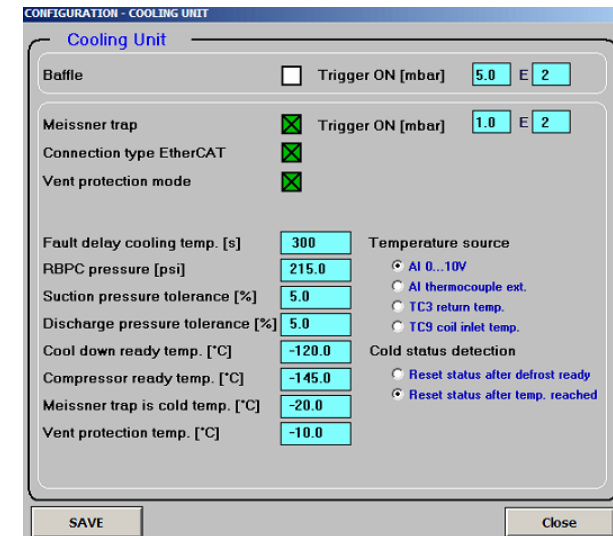 CONFIGURATION - COOLING UNIT
Cooling Unit
Baffle Trigger ON [mbar] 5.0 E 2
Meissner trap Trigger ON [mbar] 1.0 E 2
Connection type EtherCAT
Vent protection mode
Fault delay cooling temp. [s] 300 Temperature source
RBPC pressure [psi] 215.0 AI 0...10V
Suction pressure tolerance [%] 5.0 AI thermocouple ext.
TC3 return temp.
Discharge pressure tolerance [%] 5.0 TC9 coil inlet temp.
Cool down ready temp. [°C] -120.0 Cold status detection
Compressor ready temp. [°C] -145.0 Reset status after defrost ready
Meissner trap is cold temp. [°C] -20.0 Reset status after temp. reached
Vent protection temp. [°C] -10.0
SAVE Close